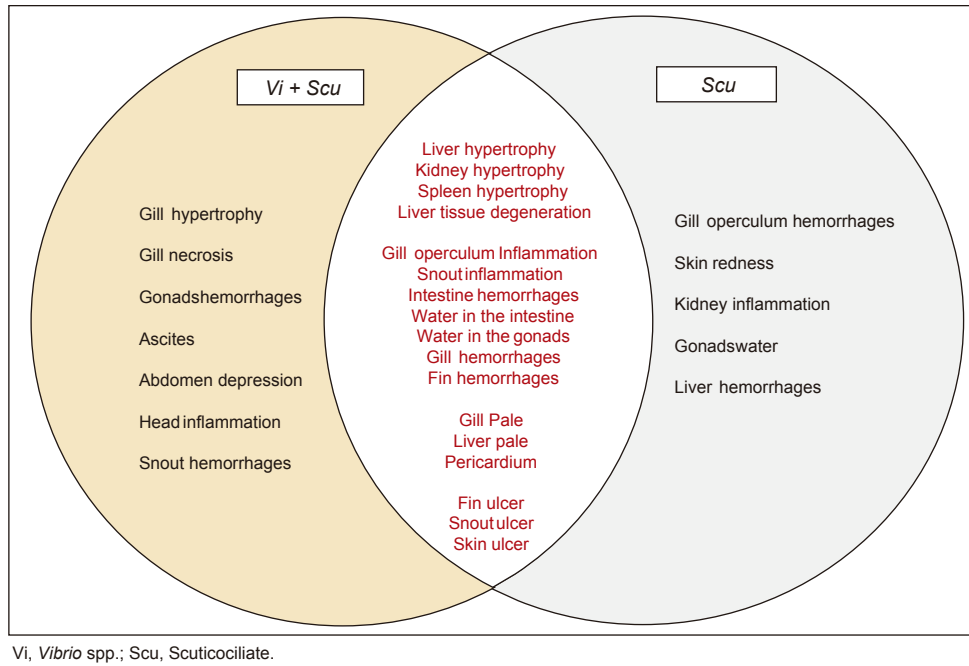 Vi + Scu
Scu
Gill hypertrophy
Gill necrosis
Gonadshemorrhages
Ascites
Abdomen depression
Head inflammation
Snout hemorrhages
Liver hypertrophy
Kidney hypertrophy
Spleen hypertrophy
Liver tissue degeneration
Gill operculum Inflammation
Snout inflammation
Intestine hemorrhages
Water in the intestine
Water in the gonads
Gill hemorrhages
Fin hemorrhages
Gill Pale
Liver pale
Pericardium
Fin ulcer
Snout ulcer
Skin ulcer
Gill operculum hemorrhages
Skin redness
Kidney inflammation
Gonadswater
Liver hemorrhages
Vi, Vibrio spp.; Scu, Scuticociliate.